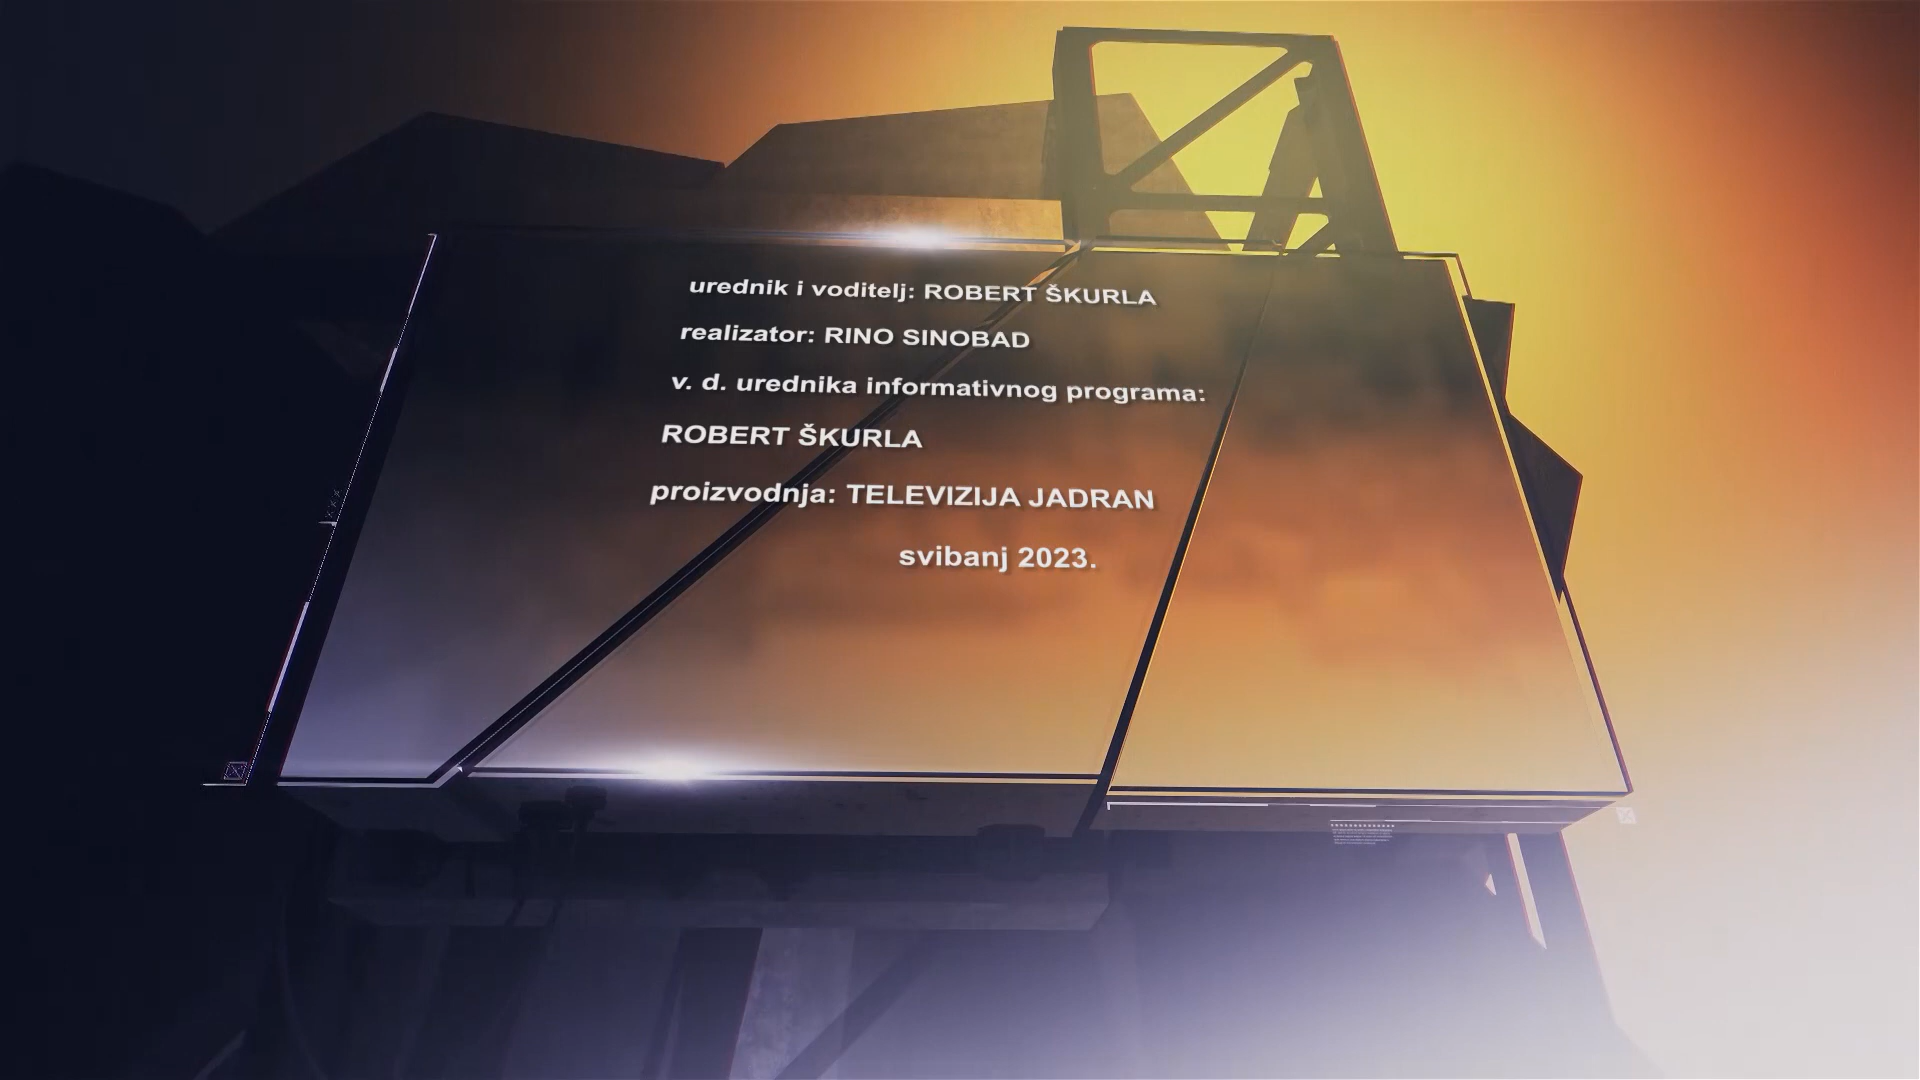 urednik i voditelj: ROBERT ŠKURLA
realizator: RINO SINOBAD
v. d. urednika informativnog programa:
ROBERT ŠKURLA
proizvodnja: TELEVIZIJA JADRAN
svibanj 2023.